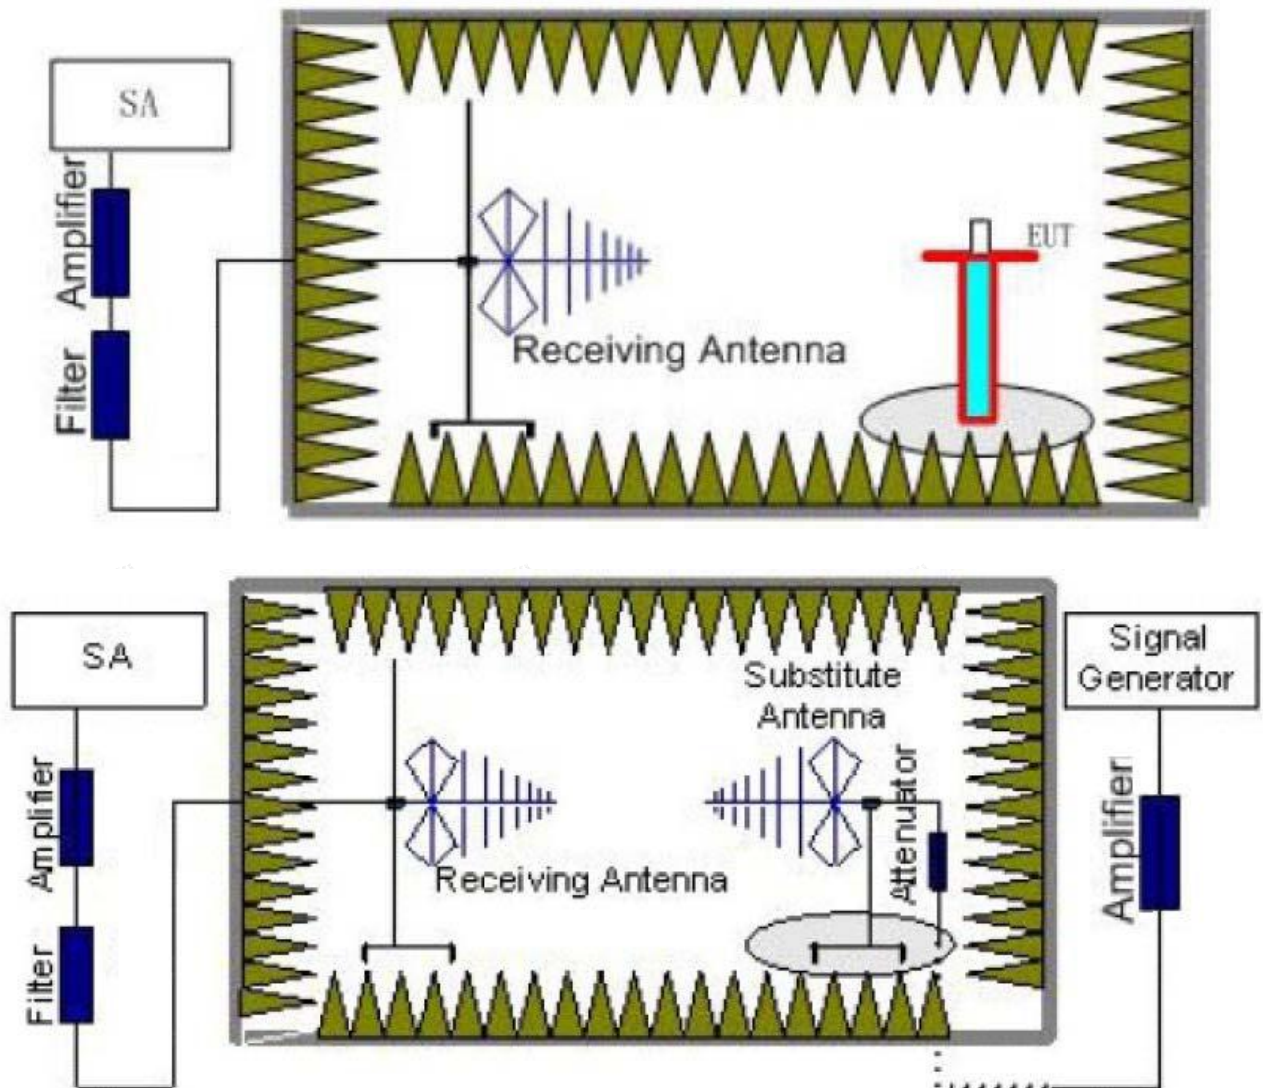 SA
Amplifier
Filter
EUT
Receiving Antenna
SA
Amplifier
Filter
Substitute
Antenna
Attenuator
Receiving Antenna
Signal
Generator
Amplifier